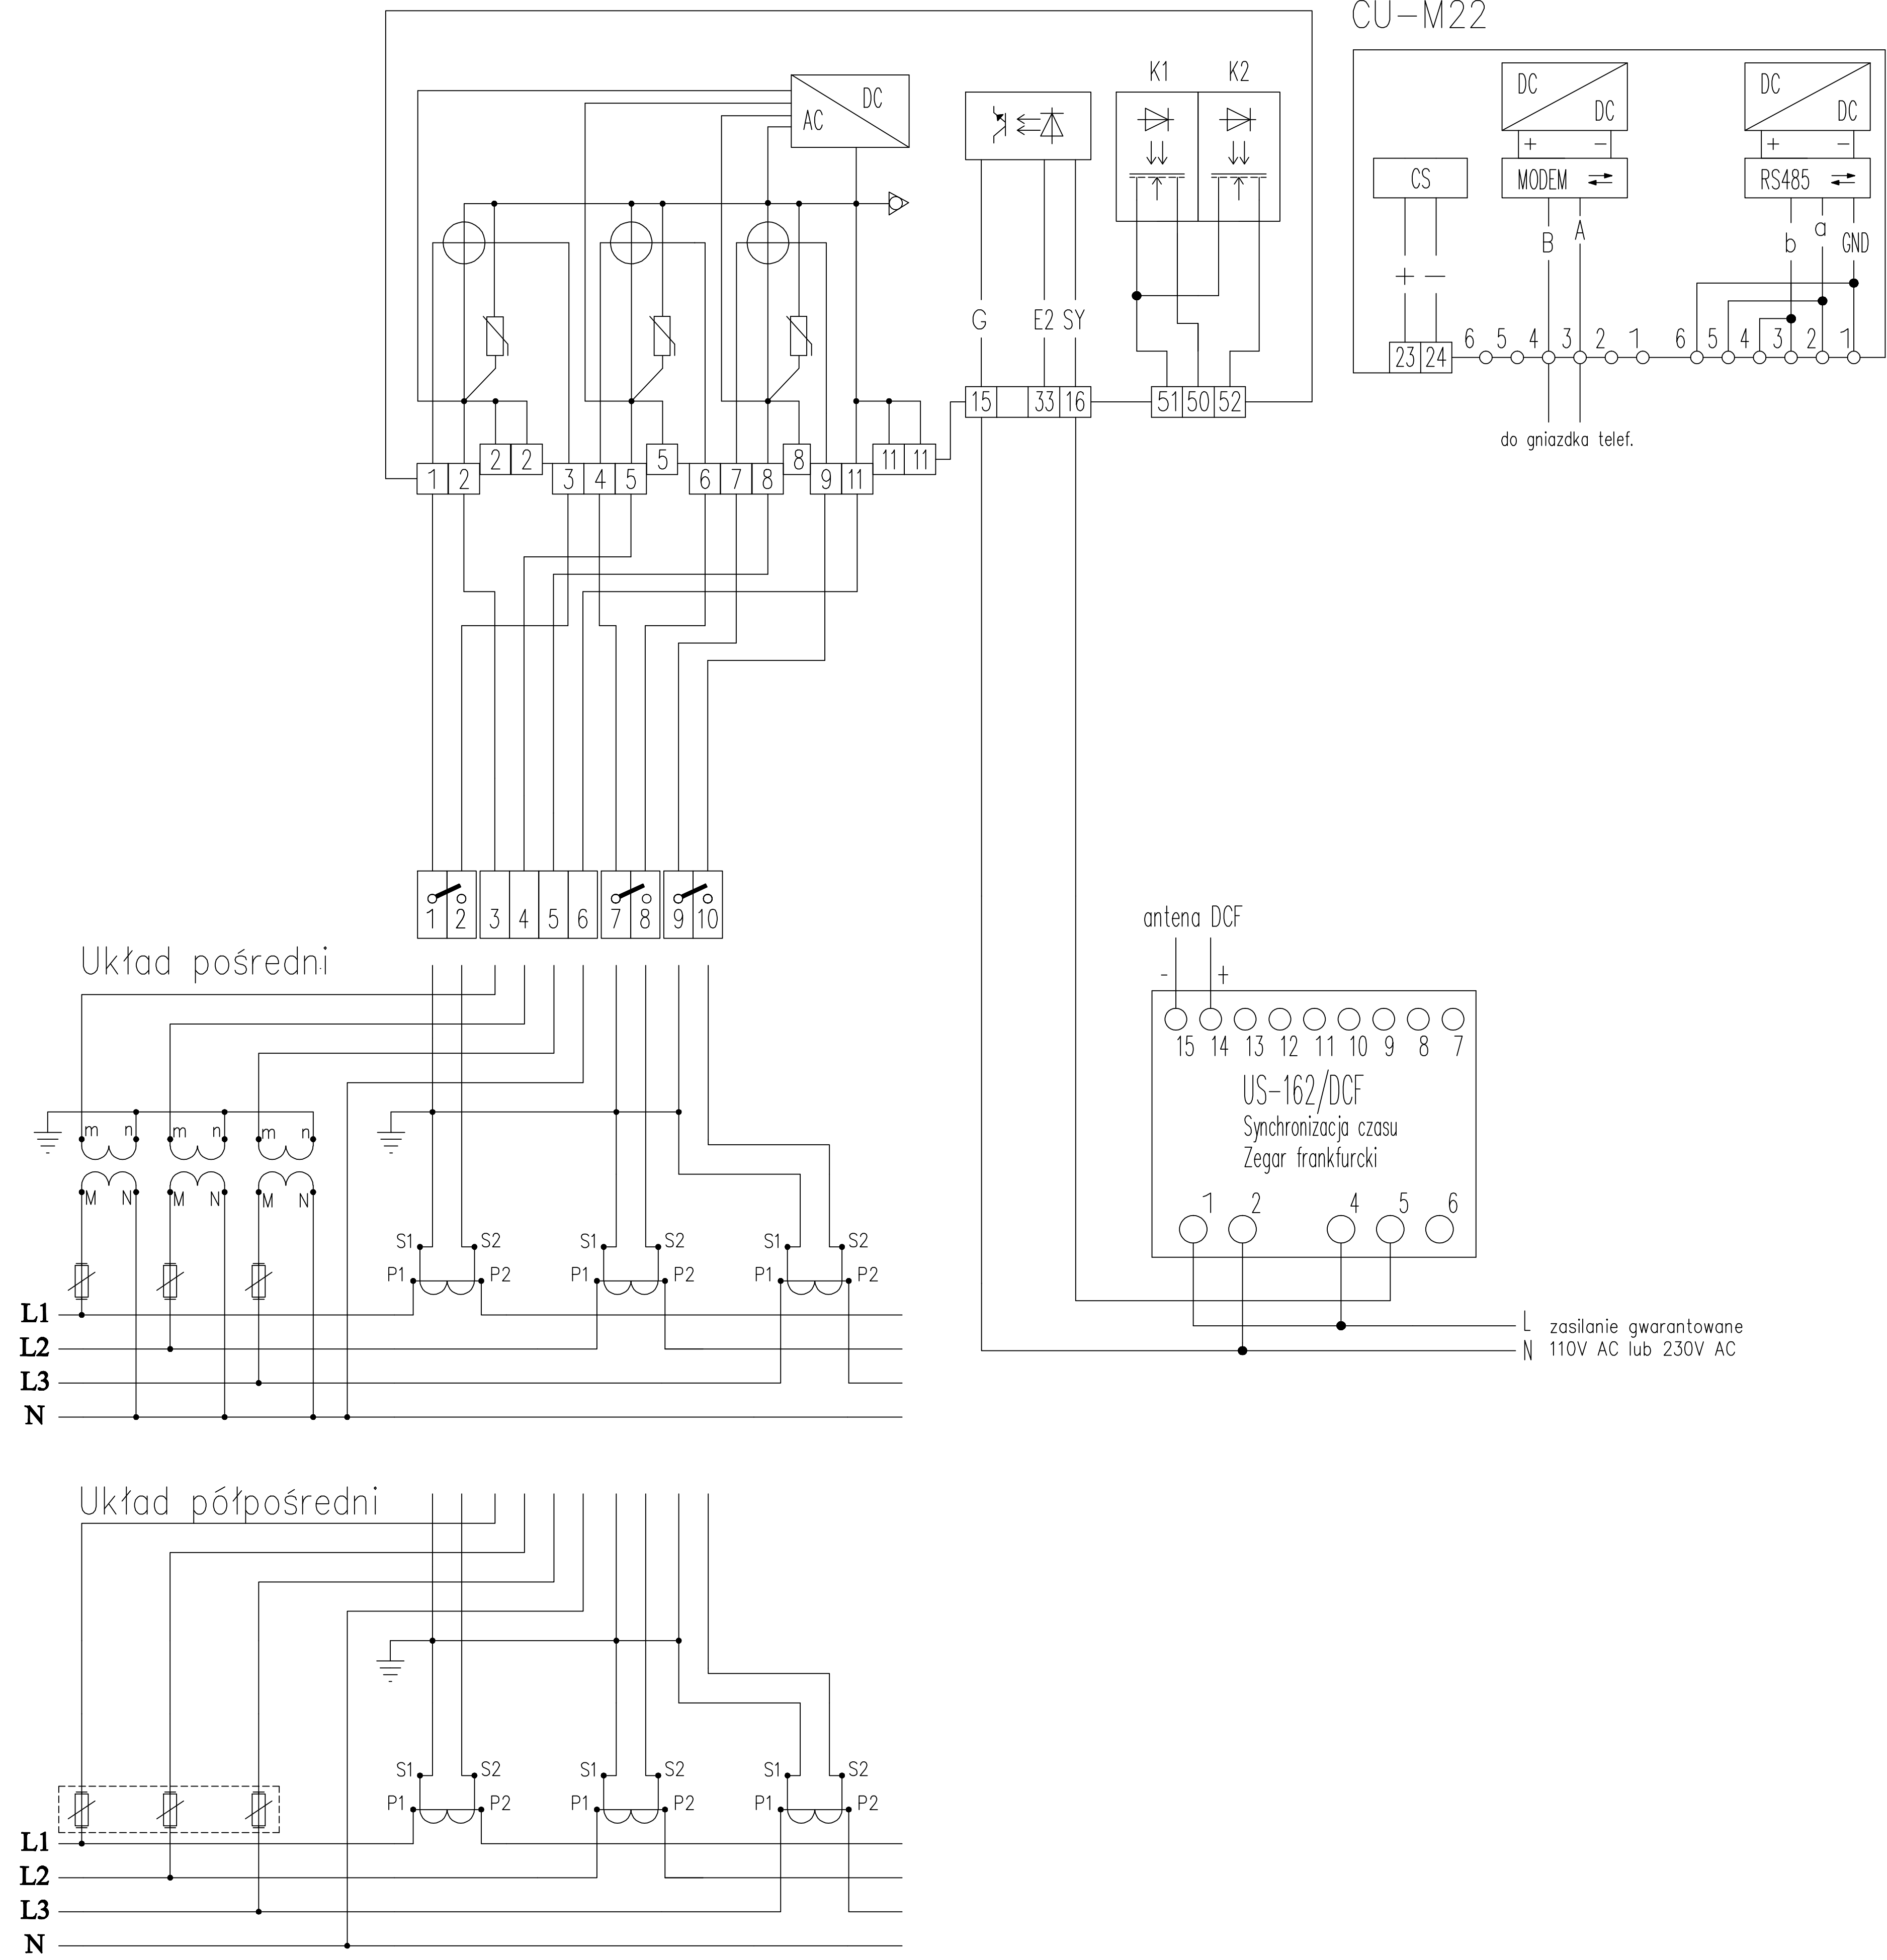 CU-M22
K1 K2
DC
AC
DC
DC
DC
DC
+ - + -
CS MODEM RS485
B A b a GND
+ -
G E2 SY
6 5 4 3 2 1 6 5 4 3 2 1
23 24
15 33 16 51 50 52
do gniazdka telef.
2 2 5 8 11 11
1 2 3 4 5 6 7 8 9 11
1 2 3 4 5 6 7 8 9 10
antena DCF
- +
Układ pośredni
15 14 13 12 11 10 9 8 7
US-162/DCF
Synchronizacja czasu
Zegar frankfurcki
m n m n m n
M N M N M N
1 2 4 5 6
S1 S2 S1 S2 S1 S2
P1 P2 P1 P2 P1 P2
L1
L2
L3
N
L zasilanie gwarantowane
N 110V AC lub 230V AC
Układ półpośredni
S1 S2 S1 S2 S1 S2
P1 P2 P1 P2 P1 P2
L1
L2
L3
N